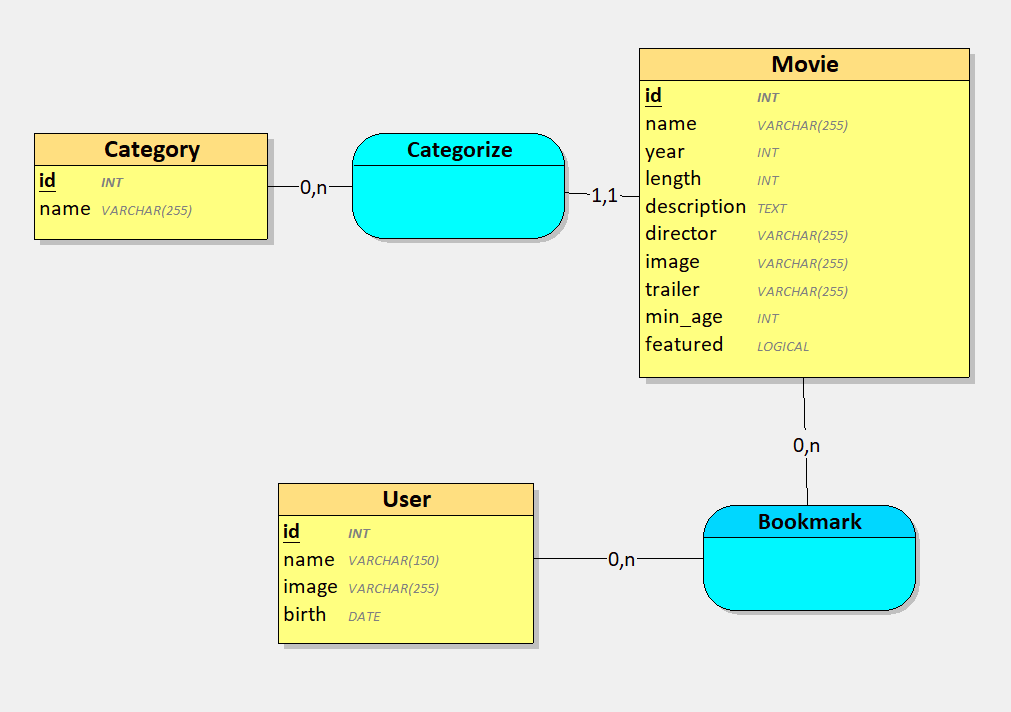 Category
id INT
name VARCHAR(255)
0,n
Categorize
1,1
Movie
id INT
name VARCHAR(255)
year INT
length INT
description TEXT
director VARCHAR(255)
image VARCHAR(255)
trailer VARCHAR(255)
min_age INT
featured LOGICAL
0,n
User
id INT
name VARCHAR(150)
image VARCHAR(255)
birth DATE
0,n
Bookmark